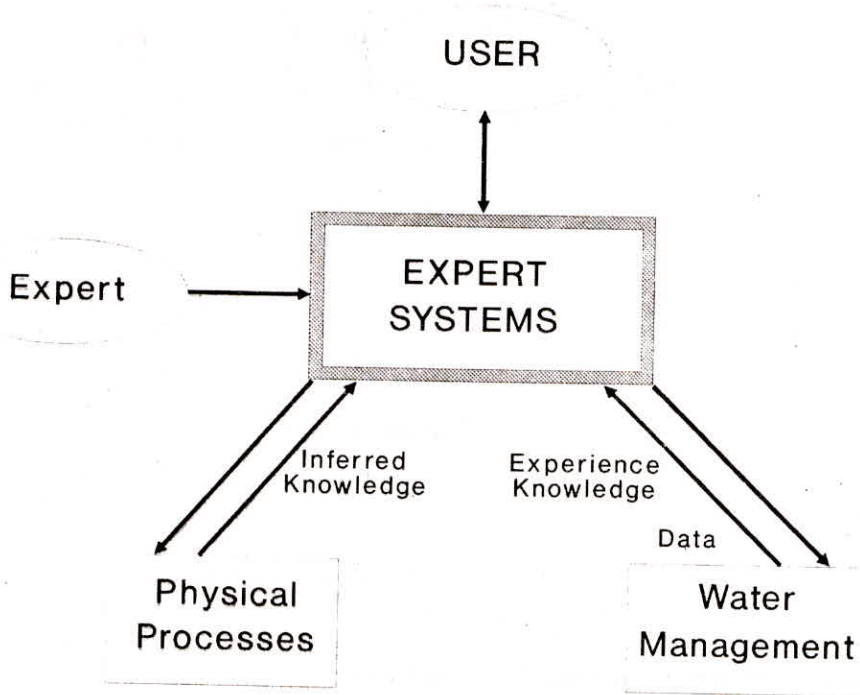 USER
Expert
EXPERT
SYSTEMS
Inferred
Knowledge
Experience
Knowledge
Data
Physical
Processes
Water
Management